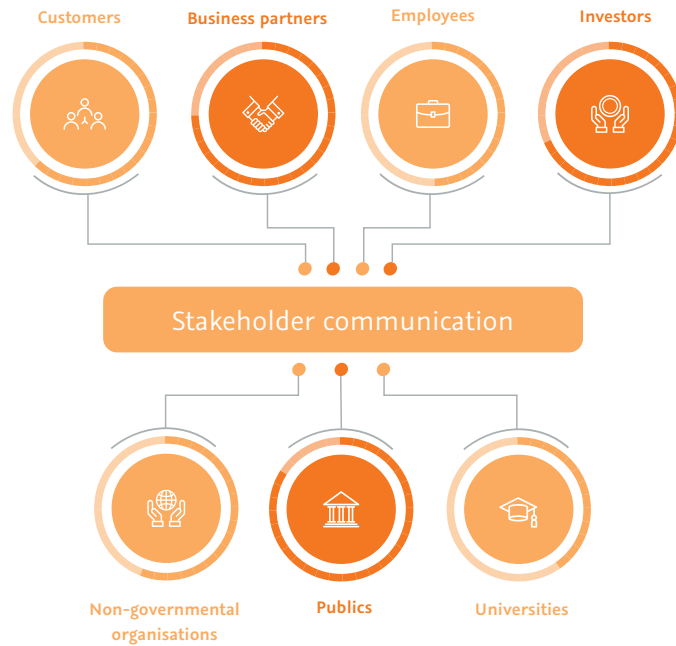 Customers
Business partners
Employees
Investors
Stakeholder communication
Non-governmental
organisations
Publics
Universities